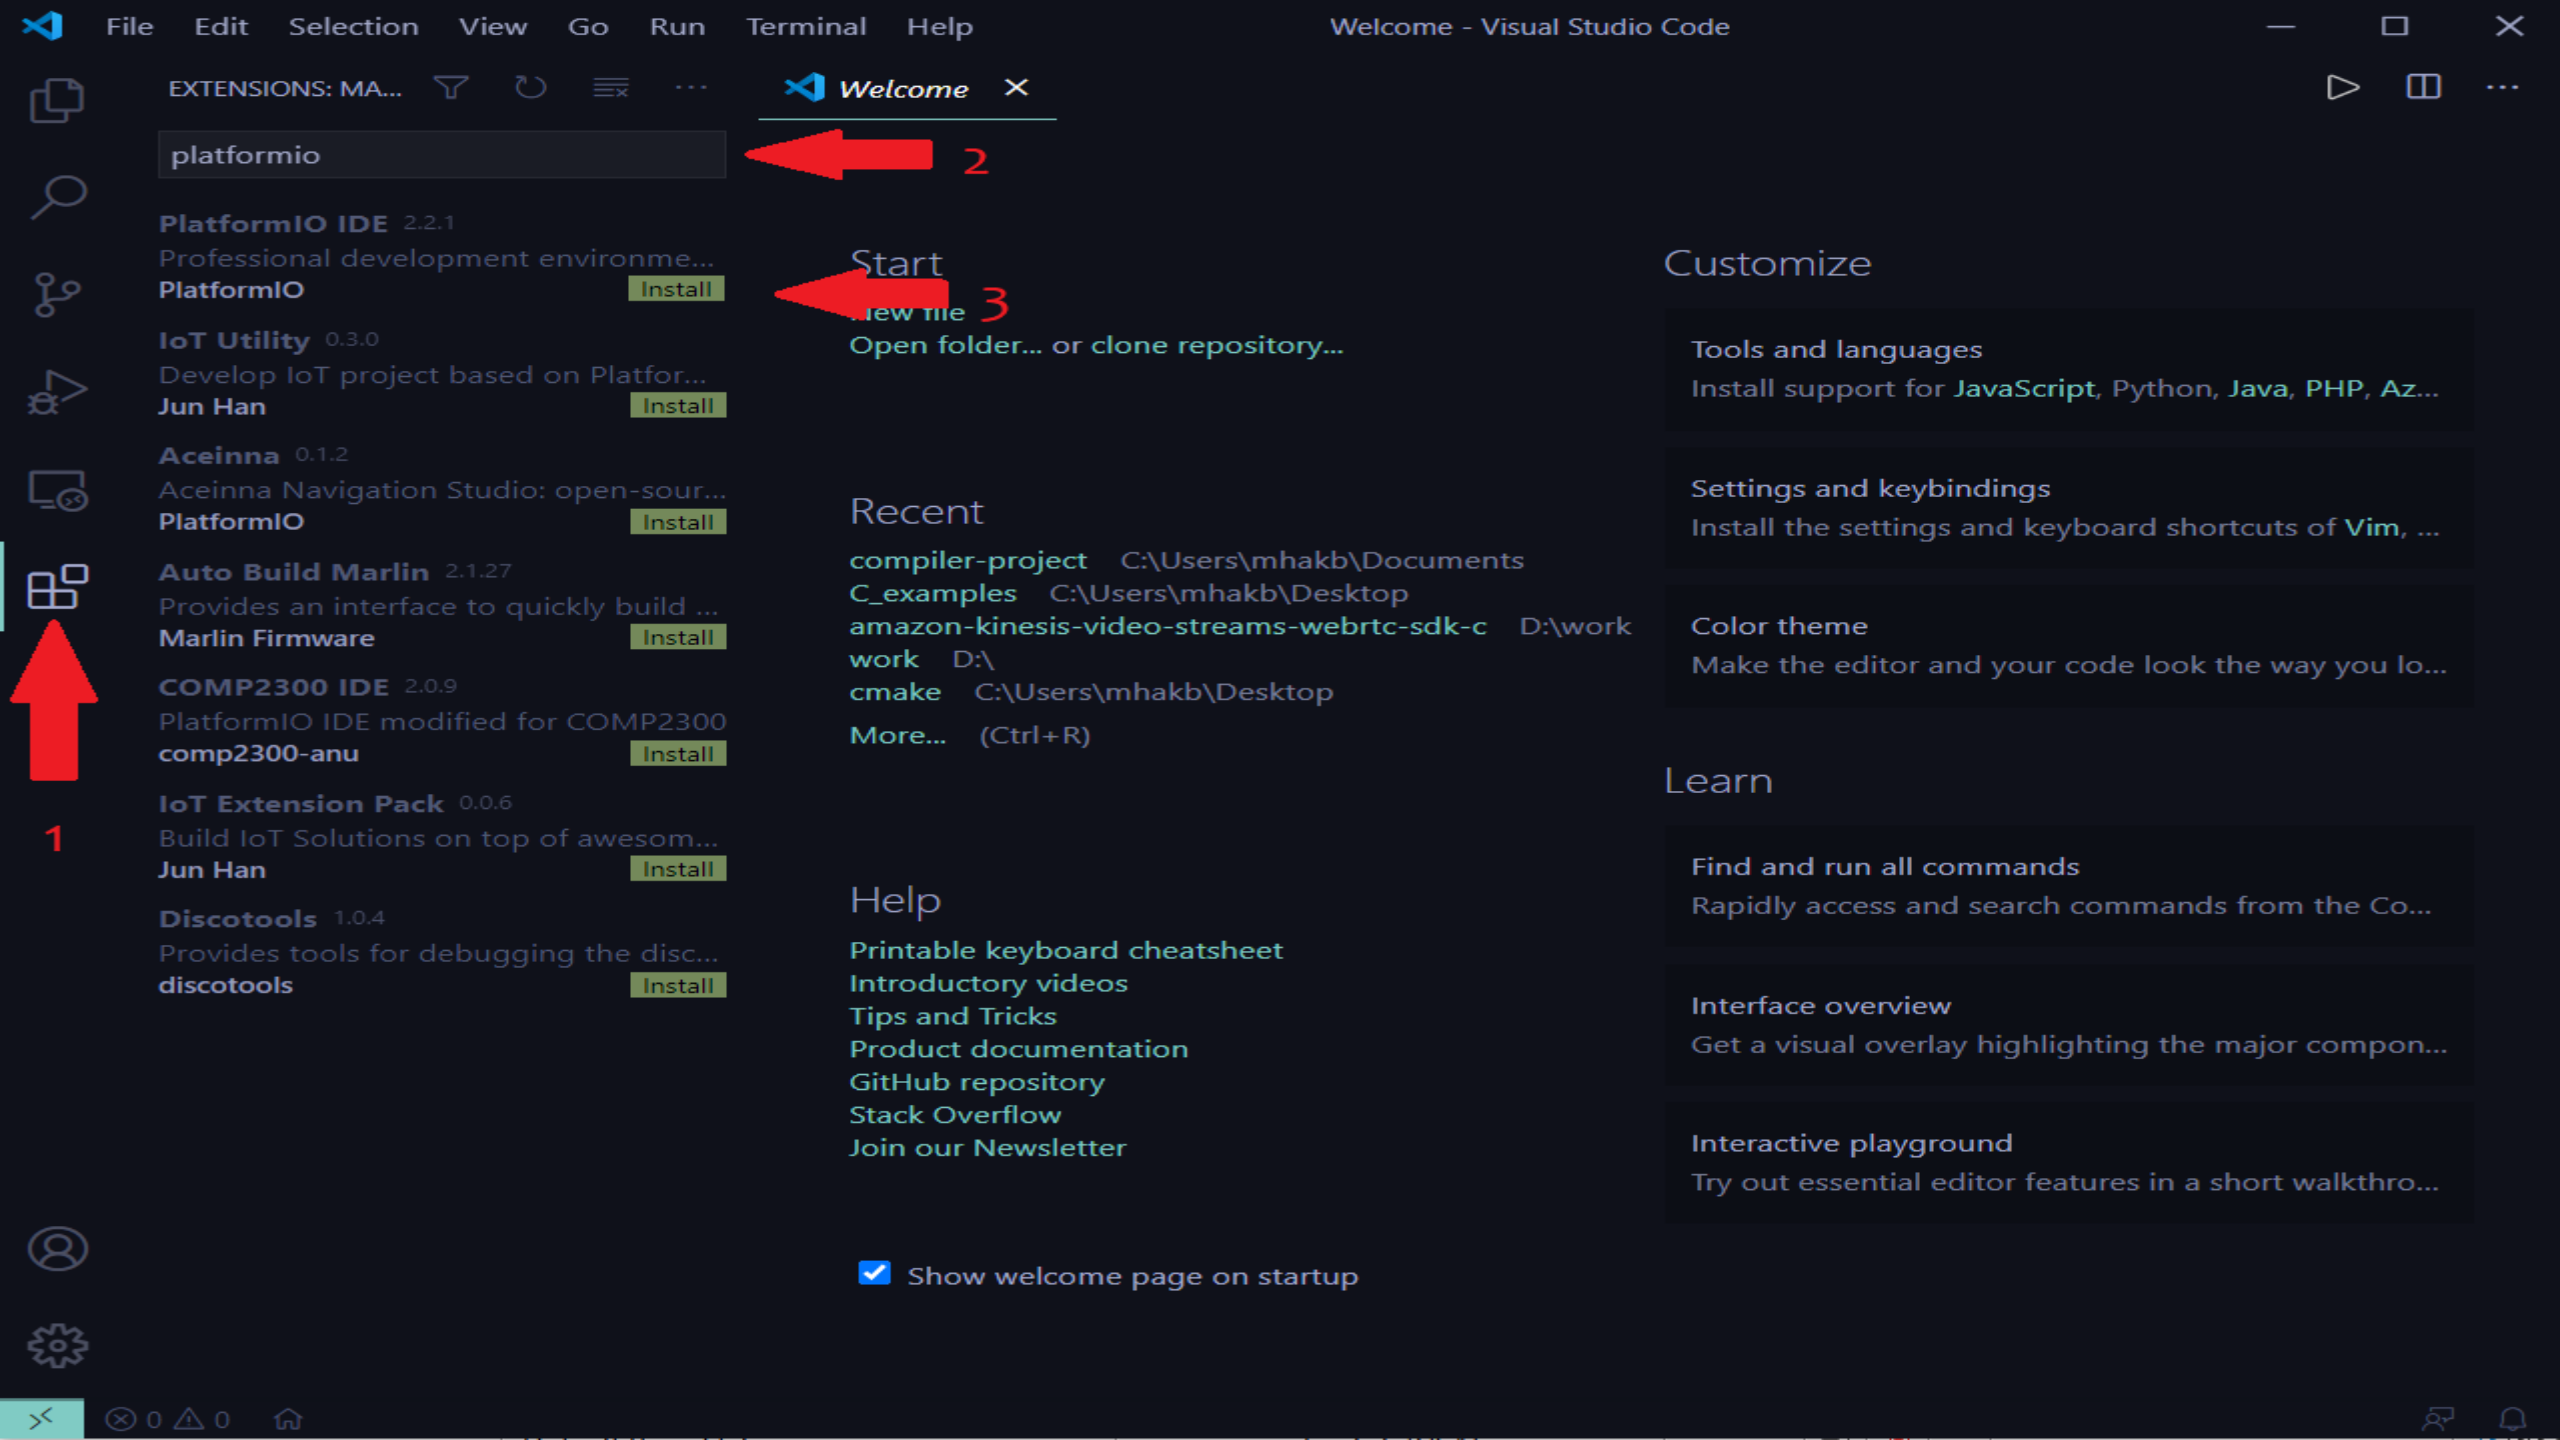 File Edit Selection View Go Run Terminal Help
Welcome - Visual Studio Code
EXTENSIONS: MA...
Welcome
platformio
2
PlatformIO IDE 2.2.1
Professional development environme...
PlatformIO Install
3
IoT Utility 0.3.0
Develop IoT project based on Platfor...
Jun Han Install
Aceinna 0.1.2
Aceinna Navigation Studio: open-sour...
PlatformIO Install
Auto Build Marlin 2.1.27
Provides an interface to quickly build ...
Marlin Firmware Install
COMP2300 IDE 2.0.9
PlatformIO IDE modified for COMP2300
comp2300-anu Install
IoT Extension Pack 0.0.6
Build IoT Solutions on top of awesom...
Jun Han Install
Discotools 1.0.4
Provides tools for debugging the disc...
discotools Install
1
Start
New file
Open folder... or clone repository...
Recent
compiler-project C:\Users\mhakb\Documents
C_examples C:\Users\mhakb\Desktop
amazon-kinesis-video-streams-webrtc-sdk-c D:\work
work D:\
cmake C:\Users\mhakb\Desktop
More... (Ctrl+R)
Help
Printable keyboard cheatsheet
Introductory videos
Tips and Tricks
Product documentation
GitHub repository
Stack Overflow
Join our Newsletter
Show welcome page on startup
Customize
Tools and languages
Install support for JavaScript, Python, Java, PHP, Az...
Settings and keybindings
Install the settings and keyboard shortcuts of Vim, ...
Color theme
Make the editor and your code look the way you lo...
Learn
Find and run all commands
Rapidly access and search commands from the Co...
Interface overview
Get a visual overlay highlighting the major compon...
Interactive playground
Try out essential editor features in a short walkthro...
0 0